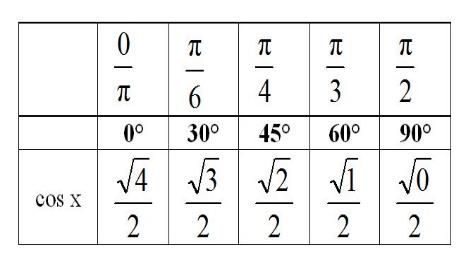 0/π π/6 π/4 π/3 π/2
0° 30° 45° 60° 90°
cos x √4/2 √3/2 √2/2 √1/2 √0/2